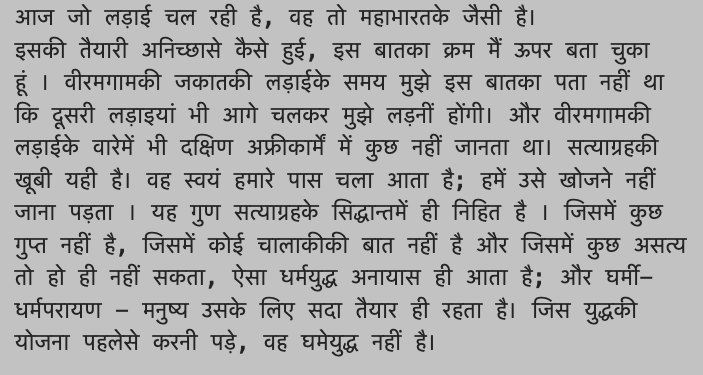 आज जो लड़ाई चल रही है, वह तो महाभारतके जैसी है।
इसकी तैयारी अनिच्छासे कैसे हुई, इस बातका क्रम मैं ऊपर बता चुका
हूं । वीरमगामकी जकातकी लड़ाईके समय मुझे इस बातका पता नहीं था
कि दूसरी लड़ाइयां भी आगे चलकर मुझे लड़नीं होंगी। और वीरमगामकी
लड़ाईके वारेमें भी दक्षिण अफ्रीकार्में में कुछ नहीं जानता था। सत्याग्रहकी
खूबी यही है। वह स्वयं हमारे पास चला आता है; हमें उसे खोजने नहीं
जाना पड़ता । यह गुण सत्याग्रहके सिद्धान्तमें ही निहित है । जिसमें कुछ
गुप्त नहीं है, जिसमें कोई चालाकीकी बात नहीं है और जिसमें कुछ असत्य
तो हो ही नहीं सकता, ऐसा धर्मयुद्ध अनायास ही आता है; और घर्मी–
धर्मपरायण – मनुष्य उसके लिए सदा तैयार ही रहता है। जिस युद्धकी
योजना पहलेसे करनी पड़े, वह घमेयुद्ध नहीं है।